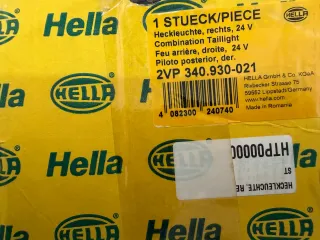 Hella
HELLA
1 STUECK/PIECE
Heckleuchte, rechts, 24 V
Combination Taillight
Feu arrière, droite, 24 V
Piloto posterior, der.
2VP 340.930-021
HELLA GmbH & Co. KGaA
Rixbecker Strasse 75
59552 Lippstadt/Germany
www.hella.com
Made in Romania
4 082300 240740
HTP00000
ST
HECKLEUCHTE, RE
Hella
HELLA
HELLA
HELLA
Hella
HELLA
HELLA
HELLA
Hella